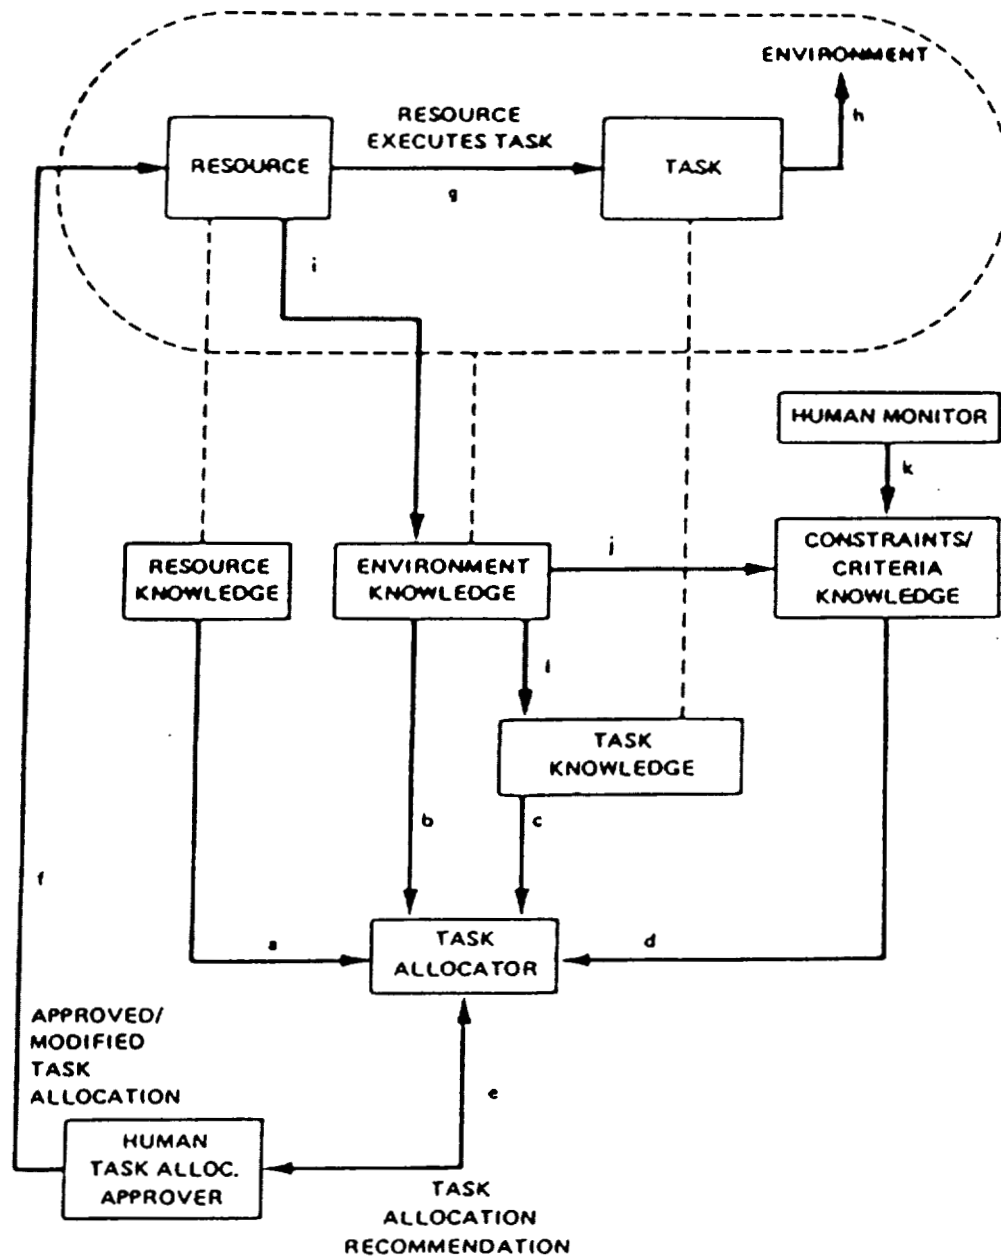 ENVIRONMENT
h
RESOURCE
EXECUTES TASK
RESOURCE
TASK
g
i
HUMAN MONITOR
k
RESOURCE
KNOWLEDGE
ENVIRONMENT
KNOWLEDGE
j
CONSTRAINTS/
CRITERIA
KNOWLEDGE
l
TASK
KNOWLEDGE
b
c
f
a
TASK
ALLOCATOR
d
APPROVED/
MODIFIED
TASK
ALLOCATION
e
HUMAN
TASK ALLOC.
APPROVER
TASK
ALLOCATION
RECOMMENDATION